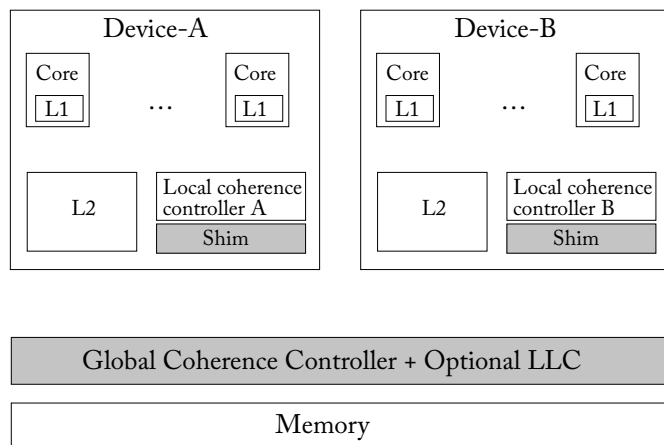 Device-A
Device-B
Core
Core
Core
Core
L1
...
L1
L1
...
L1
L2
Local coherence
controller A
Shim
L2
Local coherence
controller B
Shim
Global Coherence Controller + Optional LLC
Memory